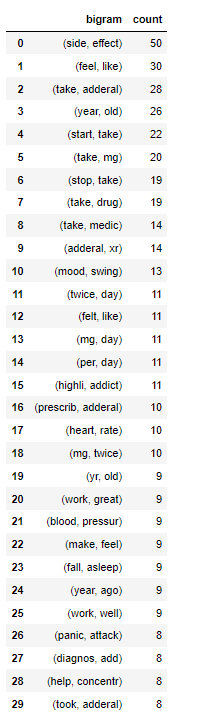 bigram count
0 (side, effect) 50
1 (feel, like) 30
2 (take, adderal) 28
3 (year, old) 26
4 (start, take) 22
5 (take, mg) 20
6 (stop, take) 19
7 (take, drug) 19
8 (take, medic) 14
9 (adderal, xr) 14
10 (mood, swing) 13
11 (twice, day) 11
12 (felt, like) 11
13 (mg, day) 11
14 (per, day) 11
15 (highli, addict) 11
16 (prescrib, adderal) 10
17 (heart, rate) 10
18 (mg, twice) 10
19 (yr, old) 9
20 (work, great) 9
21 (blood, pressur) 9
22 (make, feel) 9
23 (fall, asleep) 9
24 (year, ago) 9
25 (work, well) 9
26 (panic, attack) 8
27 (diagnos, add) 8
28 (help, concentr) 8
29 (took, adderal) 8